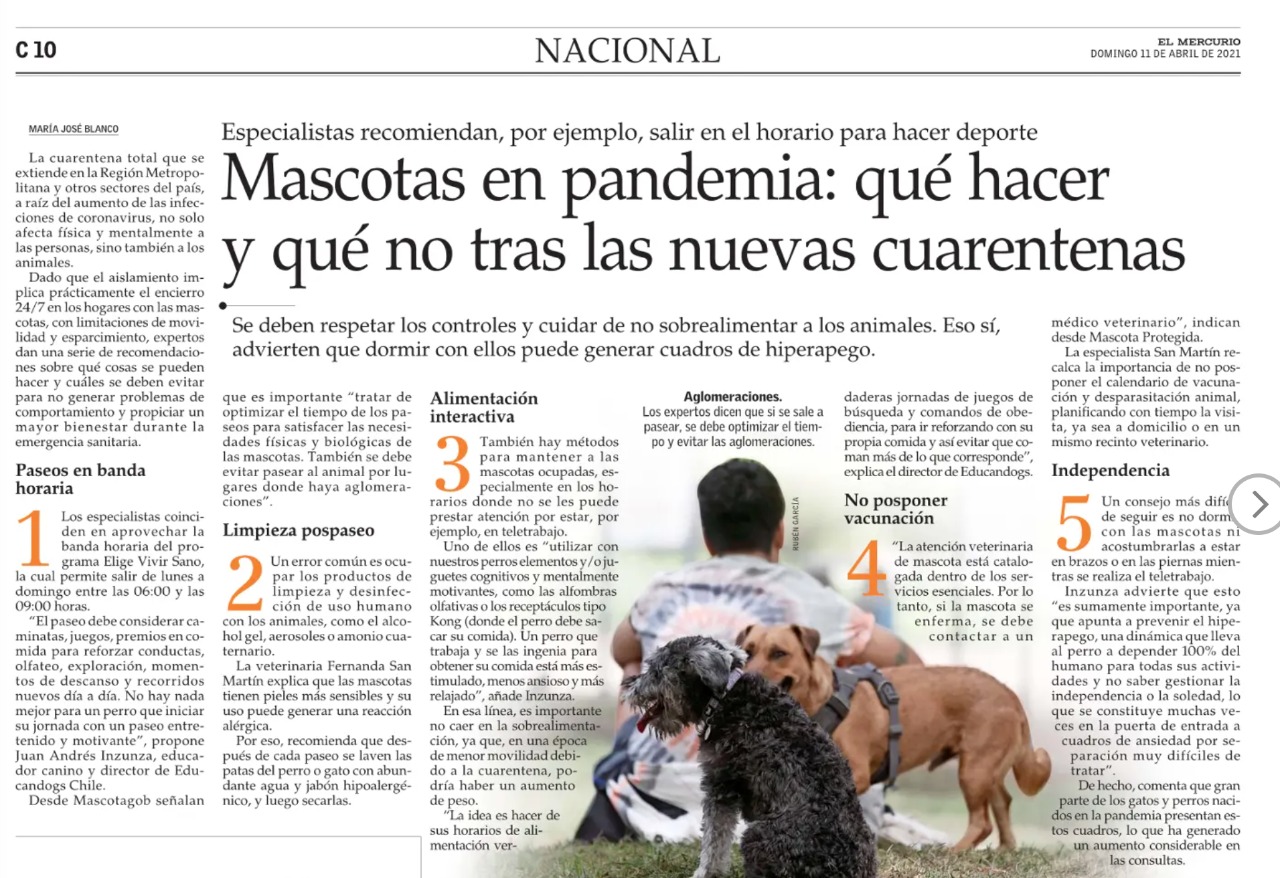 C 10
NACIONAL
EL MERCURIO
DOMINGO 11 DE ABRIL DE 2021
MARÍA JOSÉ BLANCO
La cuarentena total que se
extiende en la Región Metropo-
litana y otros sectores del país,
a raíz del aumento de las infec-
ciones de coronavirus, no solo
afecta física y mentalmente a
las personas, sino también a los
animales.
Dado que el aislamiento im-
plica prácticamente el encierro
24/7 en los hogares con las mas-
cotas, con limitaciones de movi-
lidad y esparcimiento, expertos
dan una serie de recomendacio-
nes sobre qué cosas se pueden
hacer y cuáles se deben evitar
para no generar problemas de
comportamiento y propiciar un
mayor bienestar durante la
emergencia sanitaria.
Especialistas recomiendan, por ejemplo, salir en el horario para hacer deporte
Mascotas en pandemia: qué hacer
y qué no tras las nuevas cuarentenas
Se deben respetar los controles y cuidar de no sobrealimentar a los animales. Eso sí,
advierten que dormir con ellos puede generar cuadros de hiperapego.
Paseos en banda
horaria
1
Los especialistas coinci-
den en aprovechar la
banda horaria del pro-
grama Elige Vivir Sano,
la cual permite salir de lunes a
domingo entre las 06:00 y las
09:00 horas.
"El paseo debe considerar ca-
minatas, juegos, premios en co-
mida para reforzar conductas,
olfateo, exploración, momen-
tos de descanso y recorridos
nuevos día a día. No hay nada
mejor para un perro que iniciar
su jornada con un paseo entre-
tenido y motivante", propone
Juan Andrés Inzunza, educa-
dor canino y director de Edu-
candogs Chile.
Desde Mascotagob señalan
que es importante "tratar de
optimizar el tiempo de los pa-
seos para satisfacer las necesi-
dades físicas y biológicas de
las mascotas. También se debe
evitar pasear al animal por lu-
gares donde haya aglomera-
ciones".
Limpieza pospaseo
2
Un error común es ocu-
par los productos de
limpieza y desinfec-
ción de uso humano
con los animales, como el alco-
hol gel, aerosoles o amonio cua-
ternario.
La veterinaria Fernanda San
Martín explica que las mascotas
tienen pieles más sensibles y su
uso puede generar una reacción
alérgica.
Por eso, recomienda que des-
pués de cada paseo se laven las
patas del perro o gato con abun-
dante agua y jabón hipoalergé-
nico, y luego secarlas.
Alimentación
interactiva
3
También hay métodos
para mantener a las
mascotas ocupadas, es-
pecialmente en los ho-
rarios donde no se les puede
prestar atención por estar, por
ejemplo, en teletrabajo.
Uno de ellos es "utilizar con
nuestros perros elementos y/o ju-
guetes cognitivos y mentalmente
motivantes, como las alfombras
olfativas o los receptáculos tipo
Kong (donde el perro debe sa-
car su comida). Un perro que
trabaja y se las ingenia para
obtener su comida está más es-
timulado, menos ansioso y más
relajado", añade Inzunza.
En esa línea, es importante
no caer en la sobrealimenta-
ción, ya que, en una época
de menor movilidad debi-
do a la cuarentena, po-
dría haber un aumento
de peso.
"La idea es hacer de
sus horarios de ali-
mentación ver-
Aglomeraciones.
Los expertos dicen que si se sale a
pasear, se debe optimizar el tiem-
po y evitar las aglomeraciones.
RUBÉN GARCÍA
daderas jornadas de juegos de
búsqueda y comandos de obe-
diencia, para ir reforzando con su
propia comida y así evitar que co-
man más de lo que corresponde",
explica el director de Educandogs.
No posponer
vacunación
4
"La atención veterinaria
de mascota está catalo-
gada dentro de los ser-
vicios esenciales. Por lo
tanto, si la mascota se
enferma, se debe
contactar a un
médico veterinario", indican
desde Mascota Protegida.
La especialista San Martín re-
calca la importancia de no pos-
poner el calendario de vacuna-
ción y desparasitación animal,
planificando con tiempo la visi-
ta, ya sea a domicilio o en un
mismo recinto veterinario.
Independencia
5
Un consejo más difí
de seguir es no dorm
con las mascotas ni
acostumbrarlas a estar
en brazos o en las piernas mien-
tras se realiza el teletrabajo.
Inzunza advierte que esto
"es sumamente importante, ya
que apunta a prevenir el hipe-
rapego, una dinámica que lleva
al perro a depender 100% del
humano para todas sus activi-
dades y no saber gestionar la
independencia o la soledad, lo
que se constituye muchas ve-
ces en la puerta de entrada a
cuadros de ansiedad por se-
paración muy difíciles de
tratar".
De hecho, comenta que gran
parte de los gatos y perros naci-
dos en la pandemia presentan es-
tos cuadros, lo que ha generado
un aumento considerable en
las consultas.